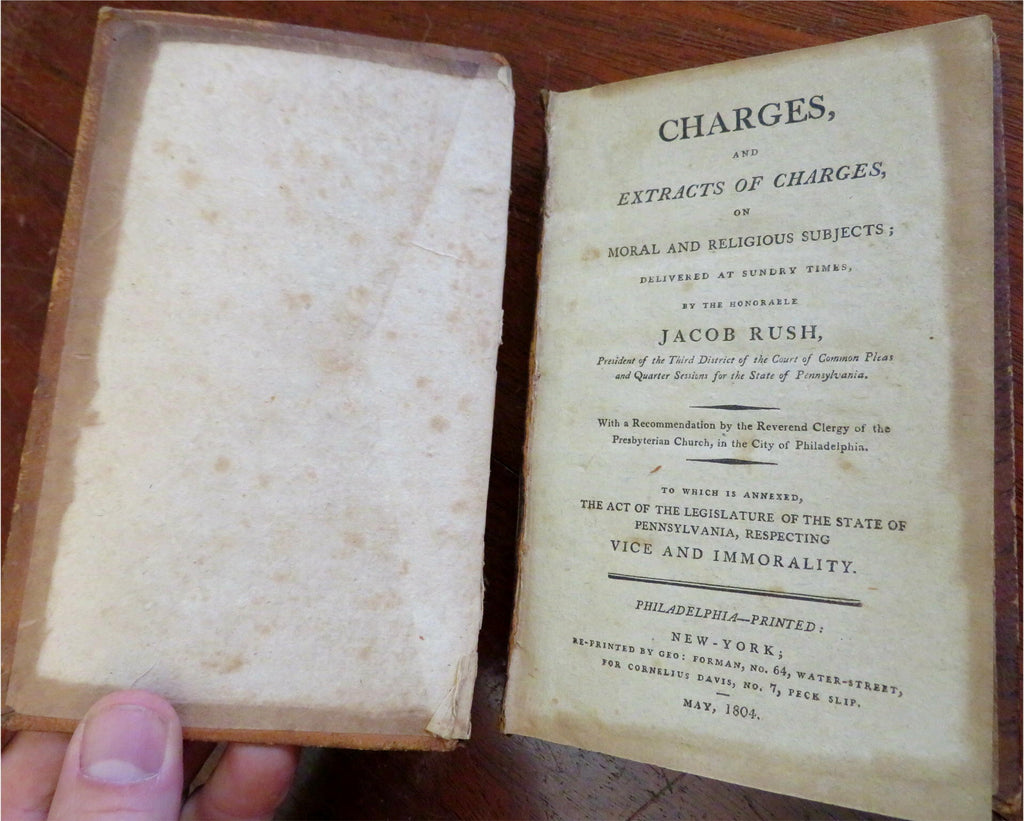 CHARGES,
AND
EXTRACTS OF CHARGES,
ON
MORAL AND RELIGIOUS SUBJECTS;
DELIVERED AT SUNDRY TIMES,
BY THE HONORABLE
JACOB RUSH,
President of the Third District of the Court of Common Pleas
and Quarter Sessions for the State of Pennsylvania.
With a Recommendation by the Reverend Clergy of the
Presbyterian Church, in the City of Philadelphia.
TO WHICH IS ANNEXED,
THE ACT OF THE LEGISLATURE OF THE STATE OF
PENNSYLVANIA, RESPECTING
VICE AND IMMORALITY.
PHILADELPHIA—PRINTED:
NEW-YORK;
RE-PRINTED BY GEO: FORMAN, NO. 64, WATER-STREET,
FOR CORNELIUS DAVIS, NO. 7, PECK SLIP.
MAY, 1804.